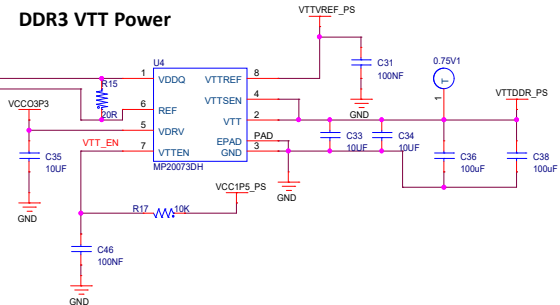 DDR3 VTT Power
VTTVREF_PS
U4
1 VDDQ VTTREF 8
R15
20R
VTTSEN 4
6 REF
VTT 2
VCCO3P3
5 VDRV
EPAD PAD
VTT_EN 7 VTTEN
GND 3
MP20073DH
C31
100NF
GND
0.75V1
T
1
VTTDDR_PS
C33
10UF
C34
10UF
C36
100uF
C38
100uF
C35
10UF
GND
GND
VCC1P5_PS
R17 10K
C46
100NF
GND